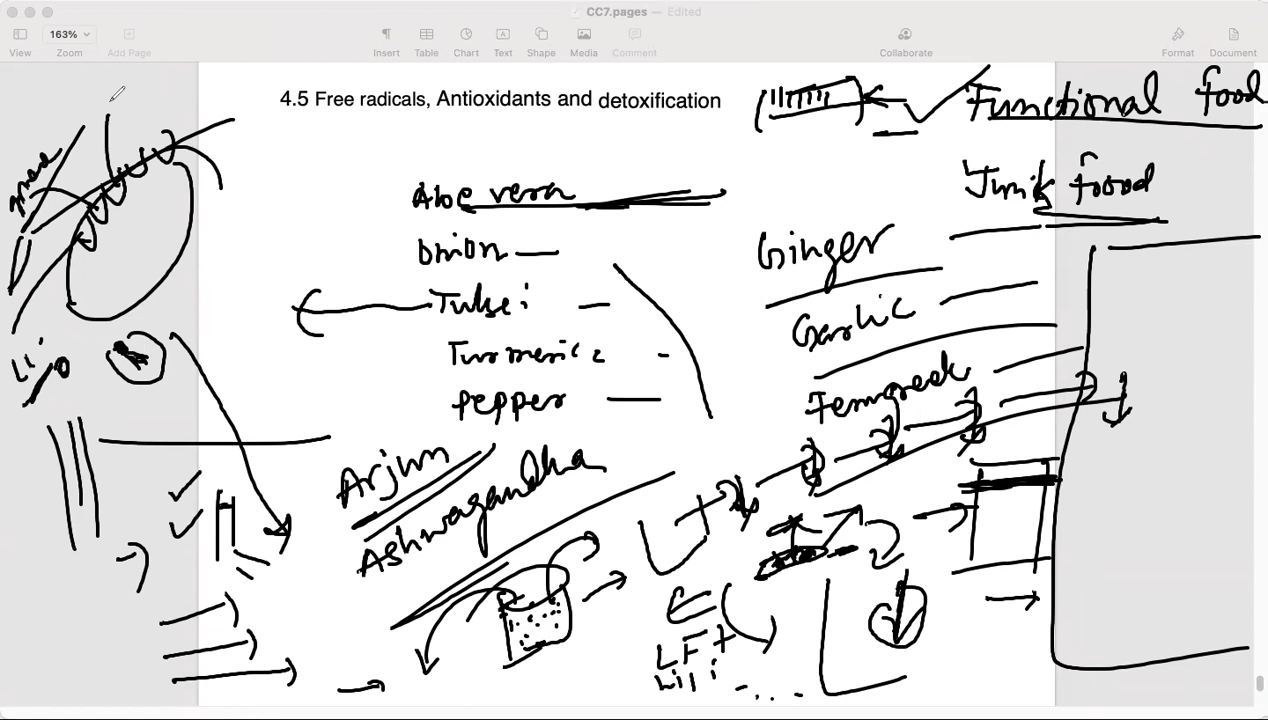 CC7.pages — Edited
163%
View Zoom Add Page Insert Table Chart Text Shape Media Comment Collaborate Format Document
4.5 Free radicals, Antioxidants and detoxification
Functional food
Junk food
Aloe vera
Onion
Tulsi
Turmeric
Pepper
Ginger
Garlic
Fenugreek
Arjun
Ashwagandha
LF+